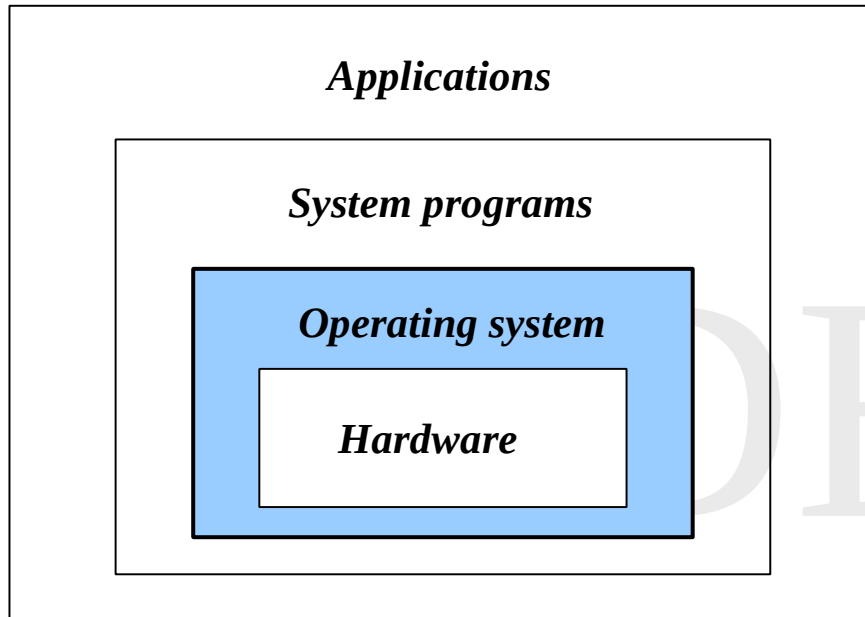 Applications
System programs
Operating system
Hardware